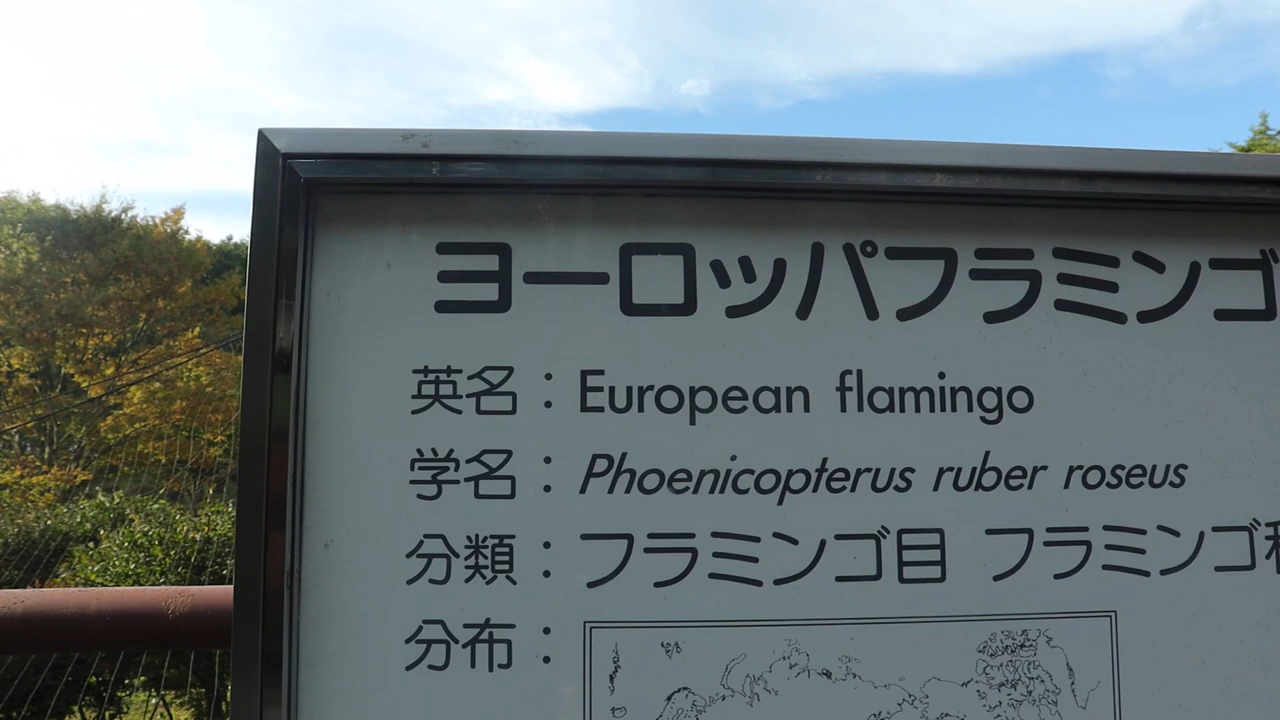 ヨーロッパフラミンゴ
英名：European flamingo
学名：Phoenicopterus ruber roseus
分類：フラミンゴ目 フラミンゴ科
分布：